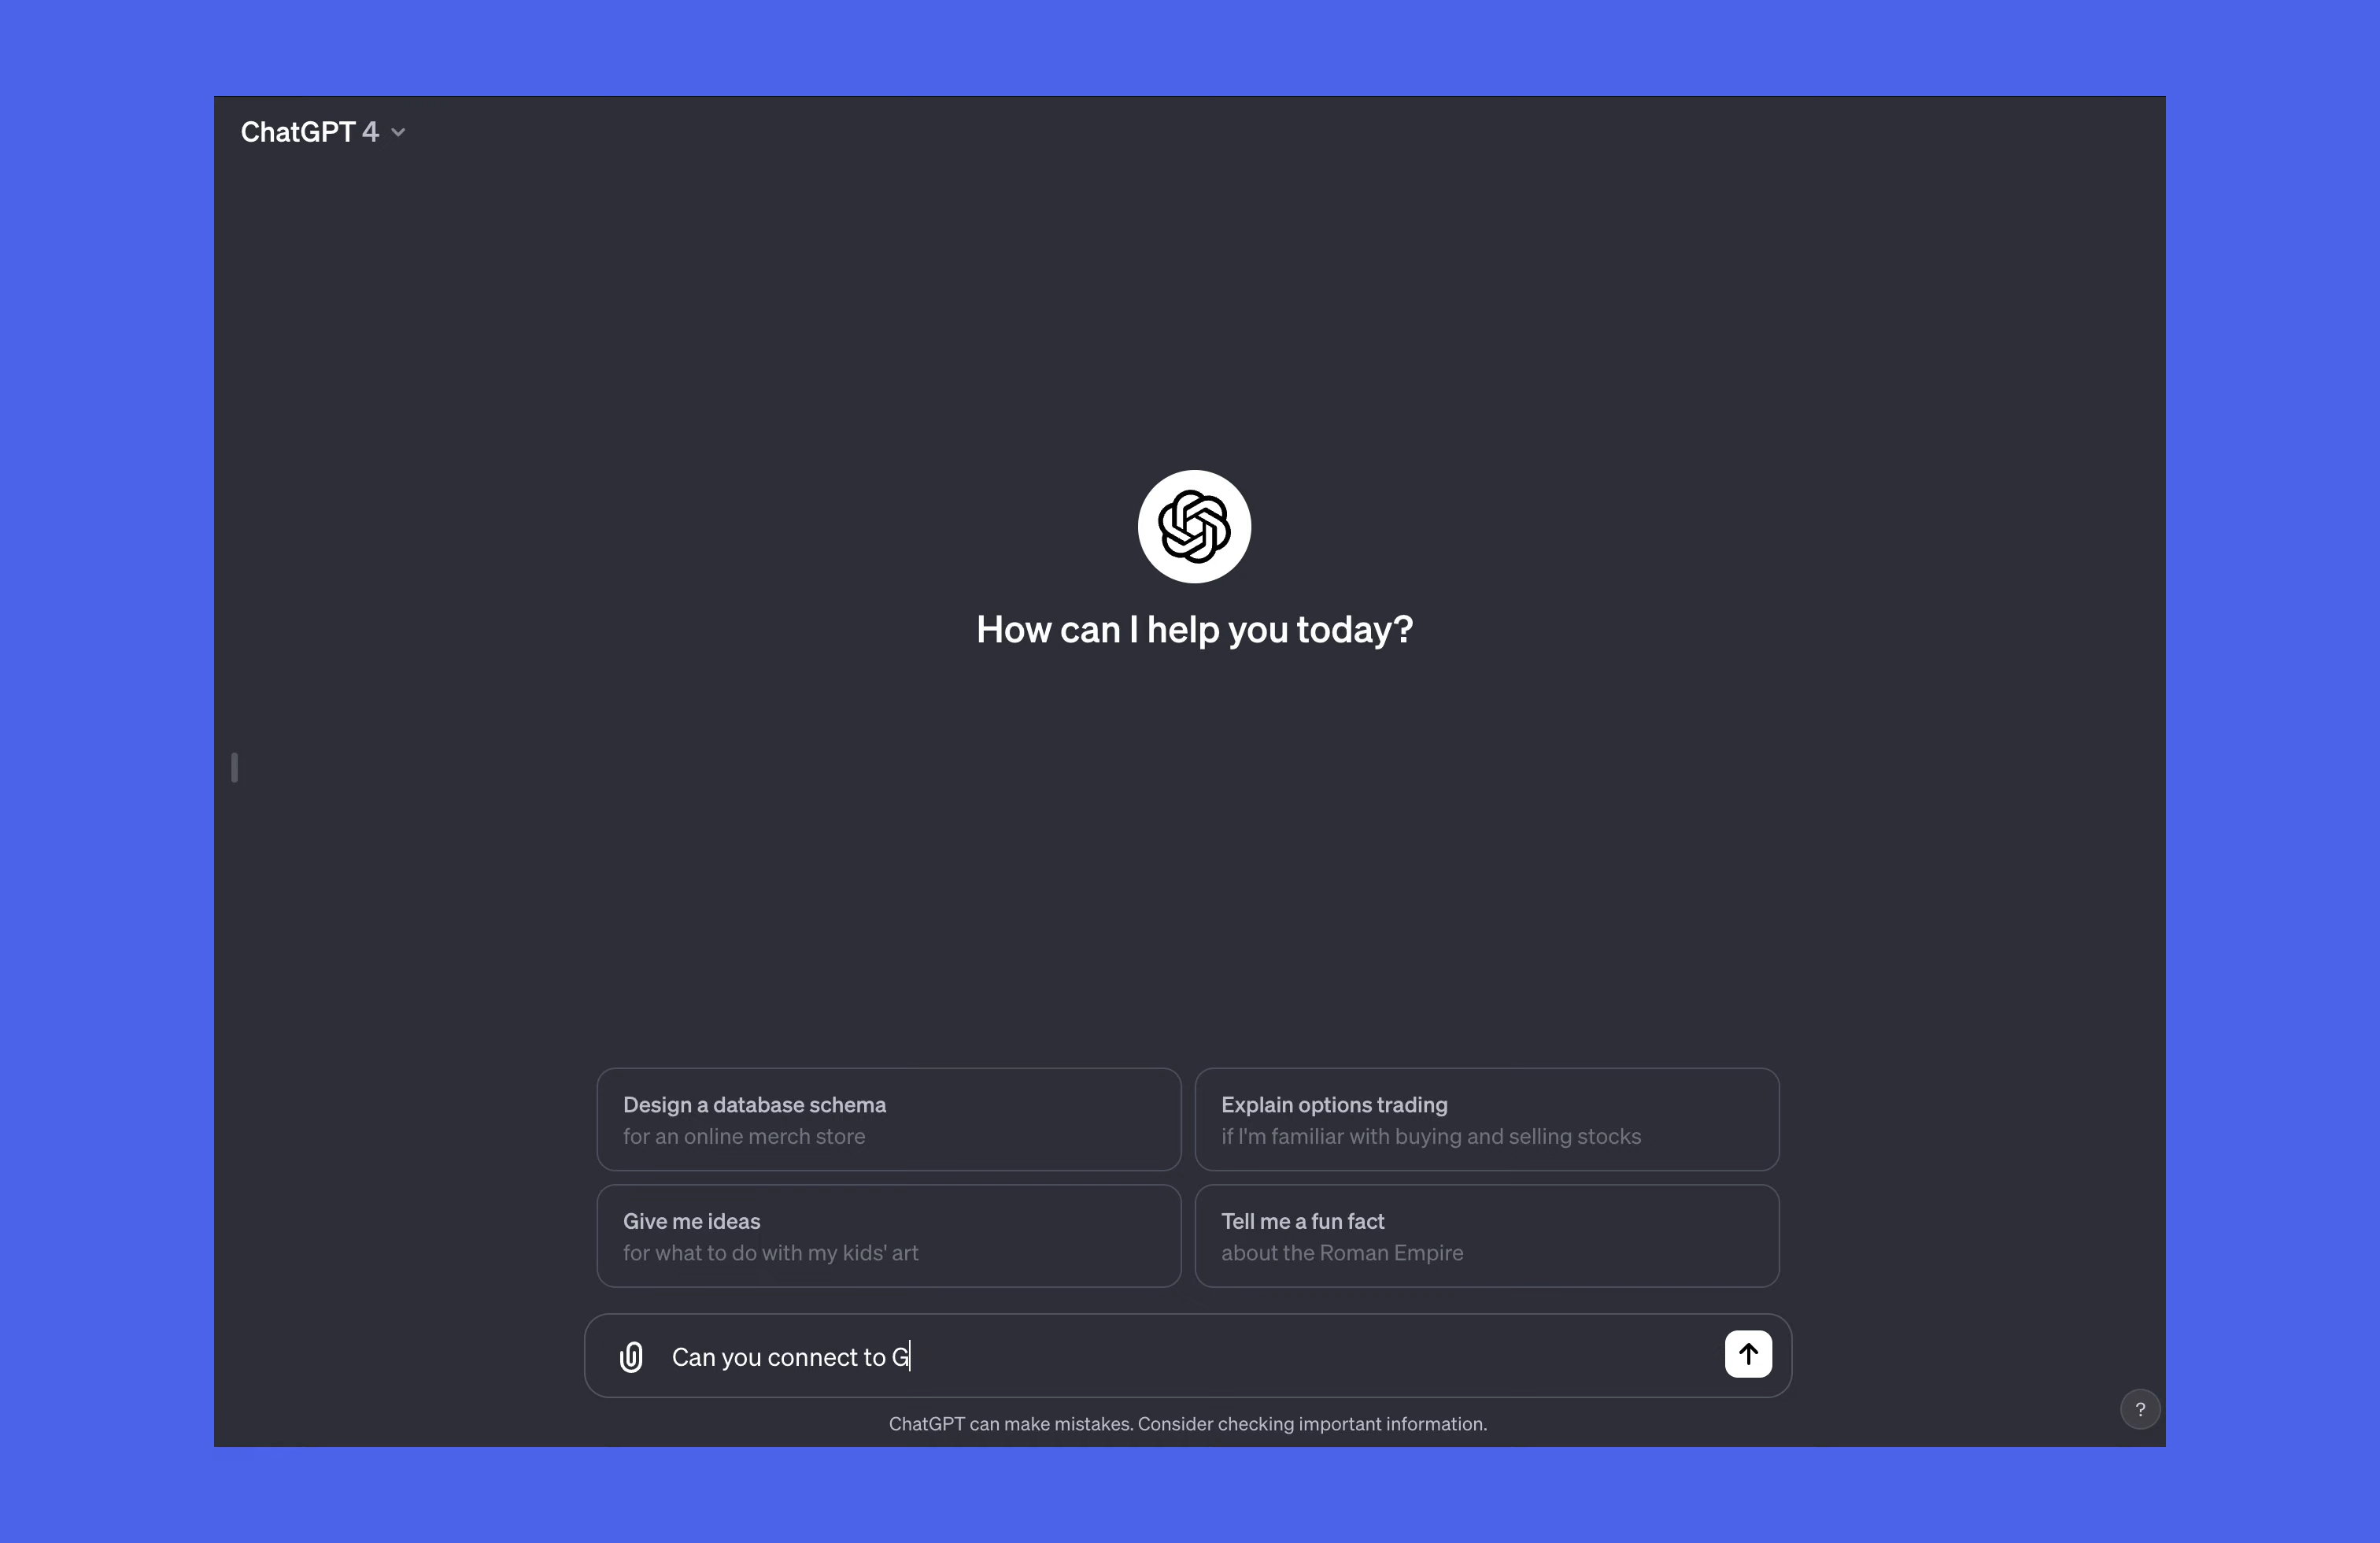 ChatGPT 4
How can I help you today?
Design a database schema
for an online merch store
Explain options trading
if I'm familiar with buying and selling stocks
Give me ideas
for what to do with my kids' art
Tell me a fun fact
about the Roman Empire
Can you connect to G
ChatGPT can make mistakes. Consider checking important information.
?